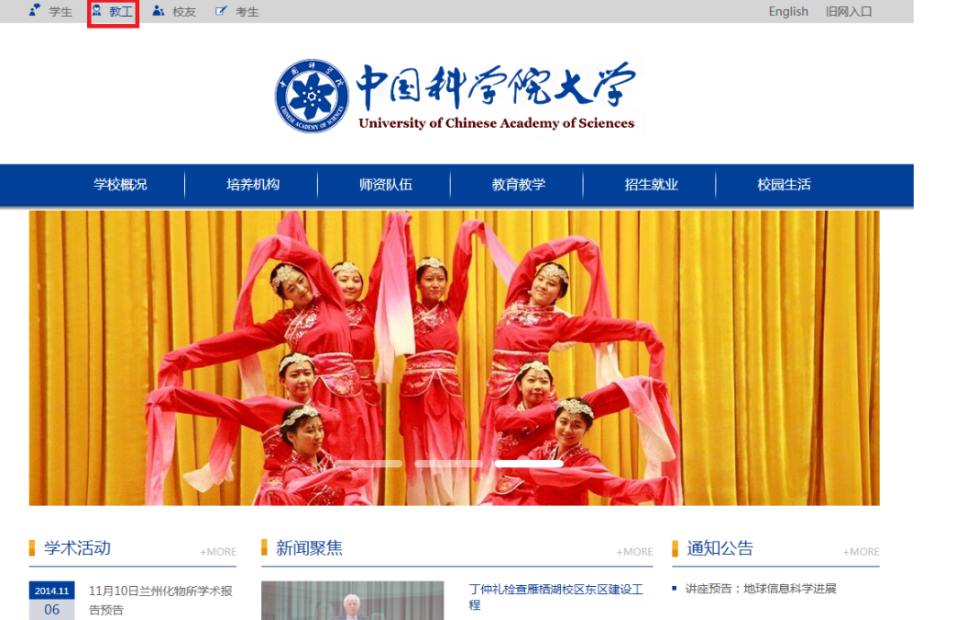 学生 教工 校友 考生 English 旧网入口
中国科学院大学
University of Chinese Academy of Sciences
学校概况 培养机构 师资队伍 教育教学 招生就业 校园生活
学术活动 +MORE
2014.11
06
11月10日兰州化物所学术报
告预告
新闻聚焦 +MORE
丁仲礼检查雁栖湖校区东区建设工
程
通知公告 +MORE
讲座预告：地球信息科学进展